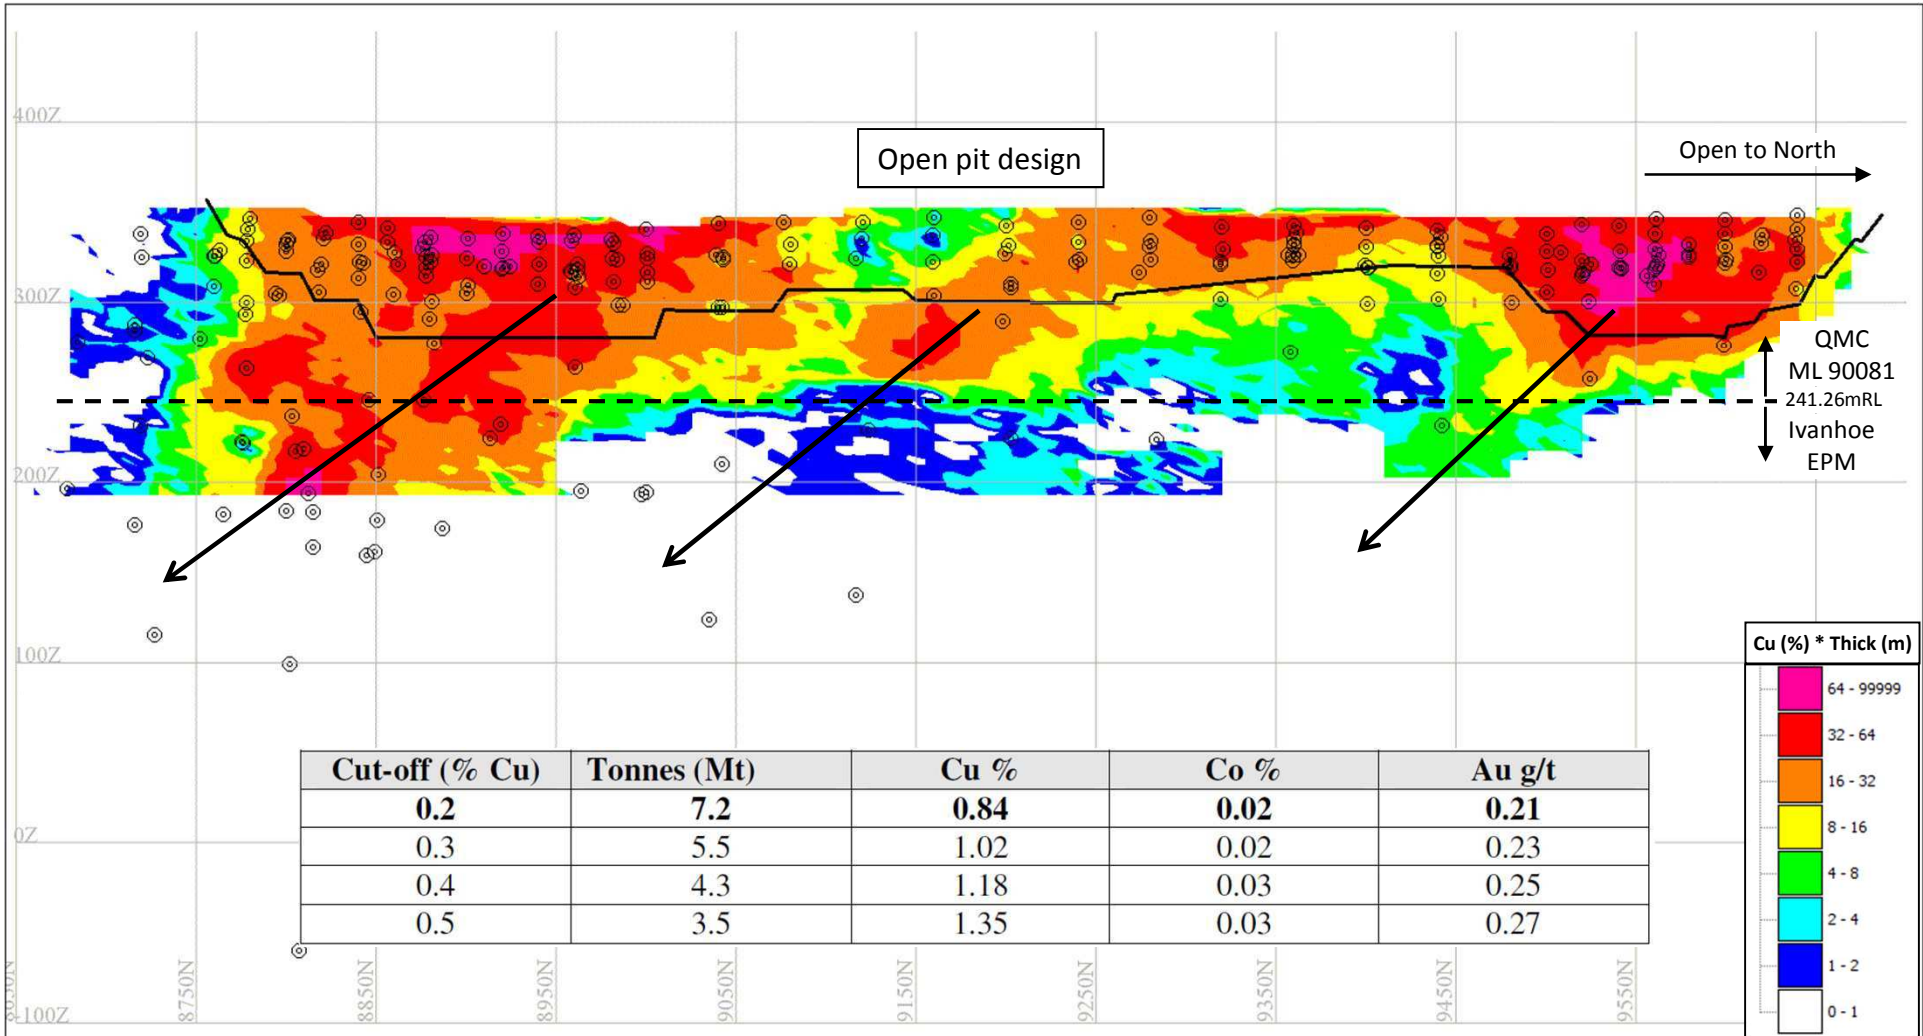 400Z
300Z
200Z
100Z
0Z
-100Z
Open pit design
Open to North
QMC
ML 90081
241.26mRL
Ivanhoe
EPM
Cu (%) * Thick (m)
64 - 99999
32 - 64
16 - 32
8 - 16
4 - 8
2 - 4
1 - 2
0 - 1
Cut-off (% Cu) Tonnes (Mt) Cu % Co % Au g/t
0.2 7.2 0.84 0.02 0.21
0.3 5.5 1.02 0.02 0.23
0.4 4.3 1.18 0.03 0.25
0.5 3.5 1.35 0.03 0.27
8750N
8850N
8950N
9050N
9150N
9250N
9350N
9450N
9550N